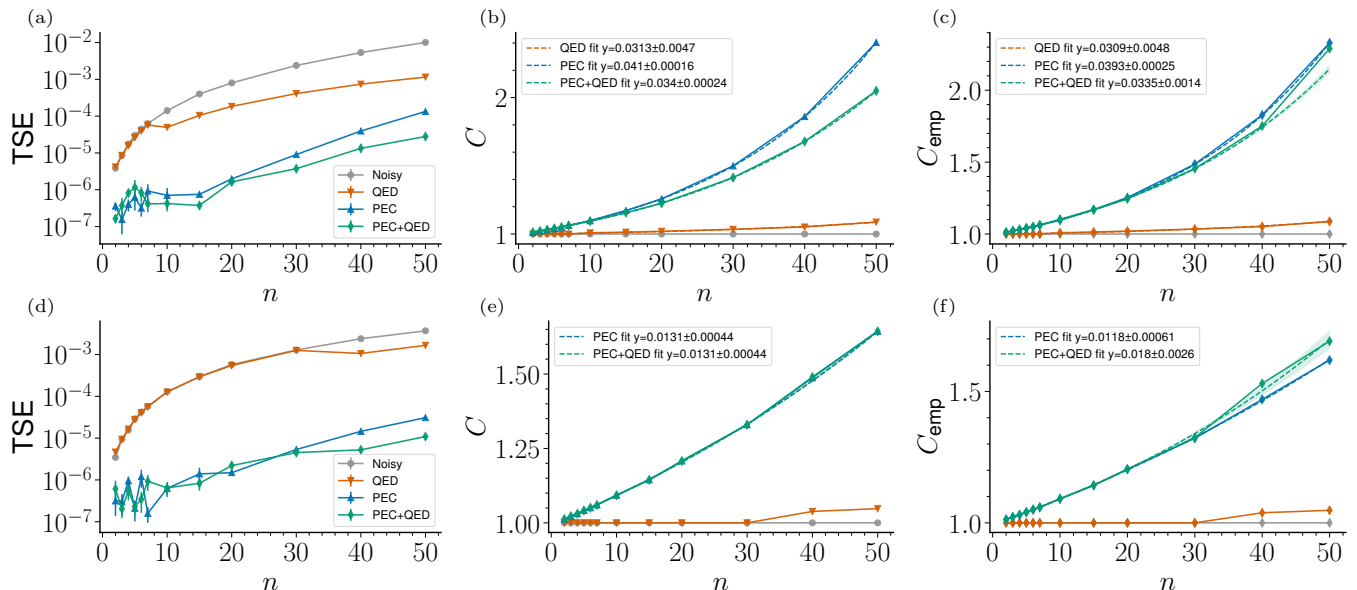 (a)
TSE
10⁻²
10⁻³
10⁻⁴
10⁻⁵
10⁻⁶
10⁻⁷
Noisy
QED
PEC
PEC+QED
0 10 20 30 40 50
n
(b)
C
2
1
QED fit y=0.0313±0.0047
PEC fit y=0.041±0.00016
PEC+QED fit y=0.034±0.00024
0 10 20 30 40 50
n
(c)
C_emp
2.0
1.5
1.0
QED fit y=0.0309±0.0048
PEC fit y=0.0393±0.00025
PEC+QED fit y=0.0335±0.0014
0 10 20 30 40 50
n
(d)
TSE
10⁻³
10⁻⁴
10⁻⁵
10⁻⁶
10⁻⁷
Noisy
QED
PEC
PEC+QED
0 10 20 30 40 50
n
(e)
C
1.50
1.25
1.00
PEC fit y=0.0131±0.00044
PEC+QED fit y=0.0131±0.00044
0 10 20 30 40 50
n
(f)
C_emp
1.5
1.0
PEC fit y=0.0118±0.00061
PEC+QED fit y=0.018±0.0026
0 10 20 30 40 50
n